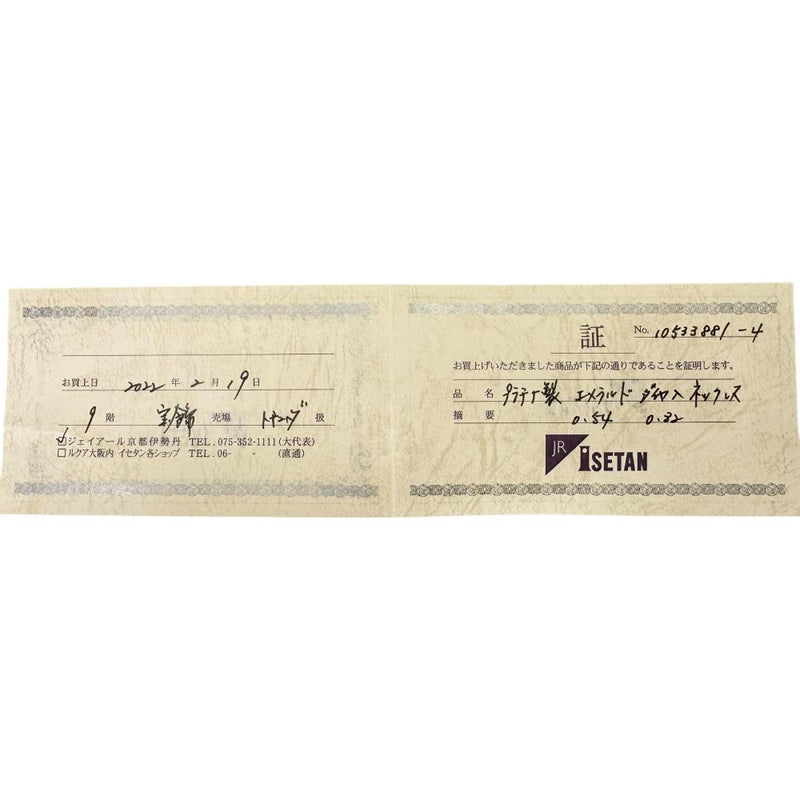 お買上日 2022 年 2 月 19 日
9 階 宝飾 売場 扱
☑ジェイアール京都伊勢丹 TEL.075-352-1111(大代表)
□ルクア大阪内 イセタン各ショップ TEL.06- - (直通)
証 No. 10533881-4
お買上げいただきました商品が下記の通りであることを証明します。
品名 プラチナ製 エメラルド ダイヤ入 ネックレス
摘要 0.54 0.32
JR ISETAN